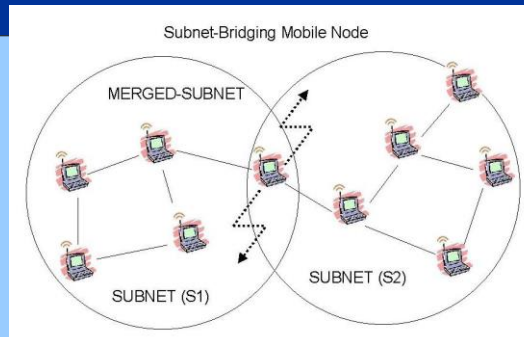 Subnet-Bridging Mobile Node
MERGED-SUBNET
SUBNET (S1)
SUBNET (S2)